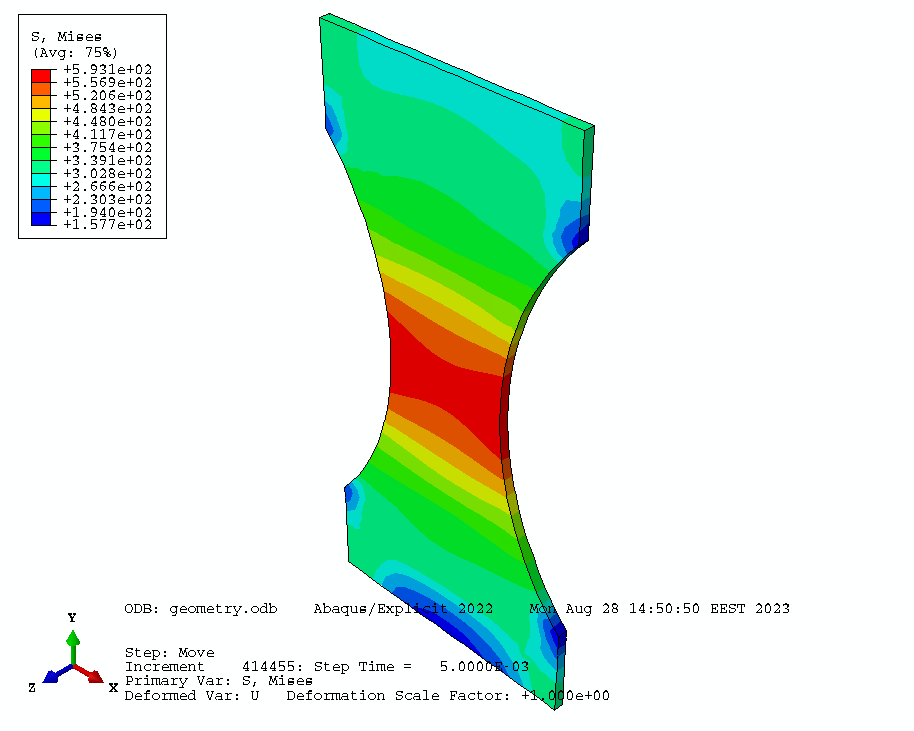 S, Mises
(Avg: 75%)
+5.931e+02
+5.569e+02
+5.206e+02
+4.843e+02
+4.480e+02
+4.117e+02
+3.754e+02
+3.391e+02
+3.028e+02
+2.666e+02
+2.303e+02
+1.940e+02
+1.577e+02
ODB: geometry.odb Abaqus/Explicit 2022 Mon Aug 28 14:50:50 EEST 2023
Y
Z
X
Step: Move
Increment 414455: Step Time = 5.0000E-03
Primary Var: S, Mises
Deformed Var: U Deformation Scale Factor: +1.000e+00